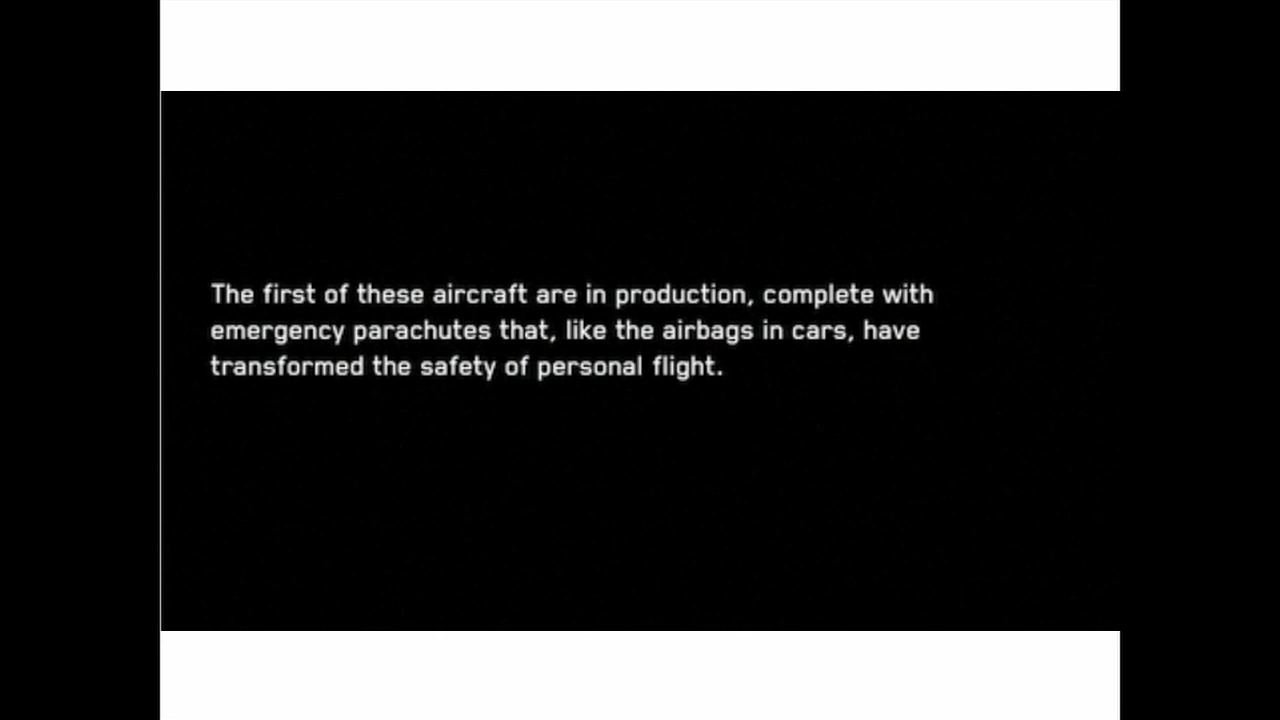 The first of these aircraft are in production, complete with
emergency parachutes that, like the airbags in cars, have
transformed the safety of personal flight.